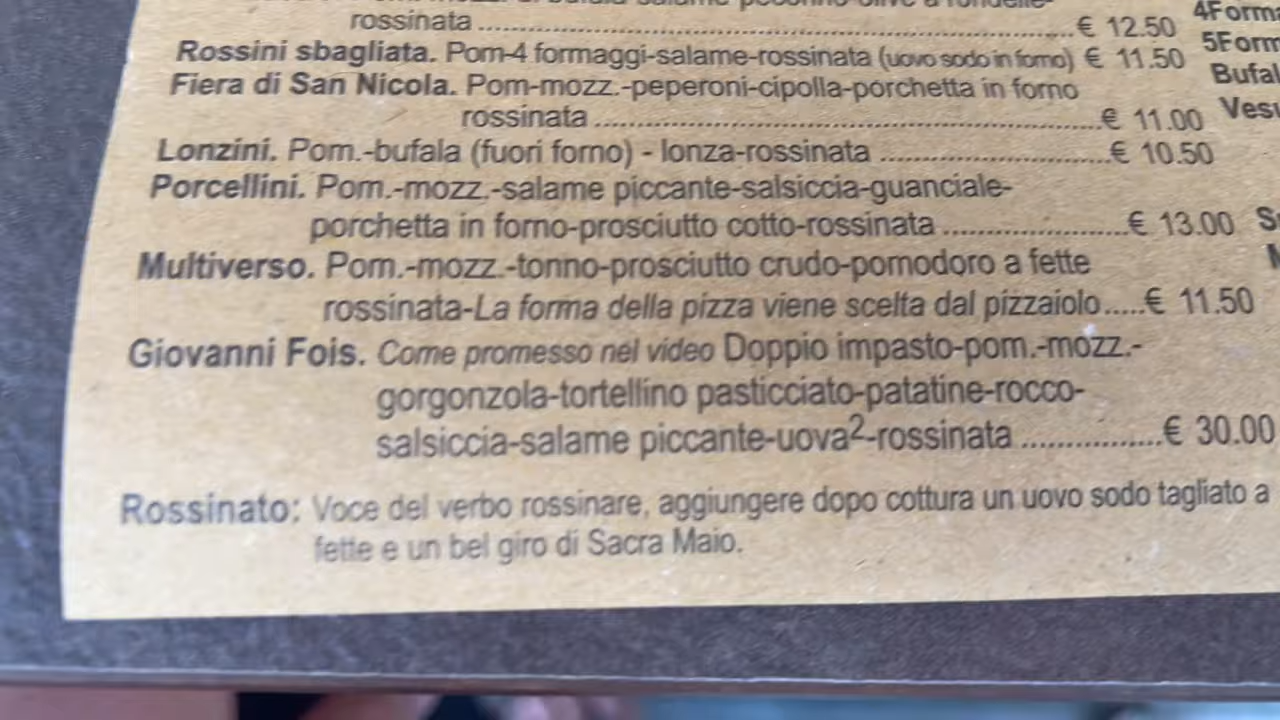 rossinata ........ € 12.50
4Forma
Rossini sbagliata. Pom-4 formaggi-salame-rossinata (uovo sodo in forno) € 11.50
5Form
Fiera di San Nicola. Pom-mozz.-peperoni-cipolla-porchetta in forno
Bufal
rossinata ........ € 11.00
Vesu
Lonzini. Pom.-bufala (fuori forno) - lonza-rossinata ........ € 10.50
Porcellini. Pom.-mozz.-salame piccante-salsiccia-guanciale-
porchetta in forno-prosciutto cotto-rossinata ........ € 13.00
Multiverso. Pom.-mozz.-tonno-prosciutto crudo-pomodoro a fette
rossinata-La forma della pizza viene scelta dal pizzaiolo.....€ 11.50
Giovanni Fois. Come promesso nel video Doppio impasto-pom.-mozz.-
gorgonzola-tortellino pasticciato-patatine-rocco-
salsiccia-salame piccante-uova²-rossinata ........ € 30.00
Rossinato: Voce del verbo rossinare, aggiungere dopo cottura un uovo sodo tagliato a
fette e un bel giro di Sacra Maio.